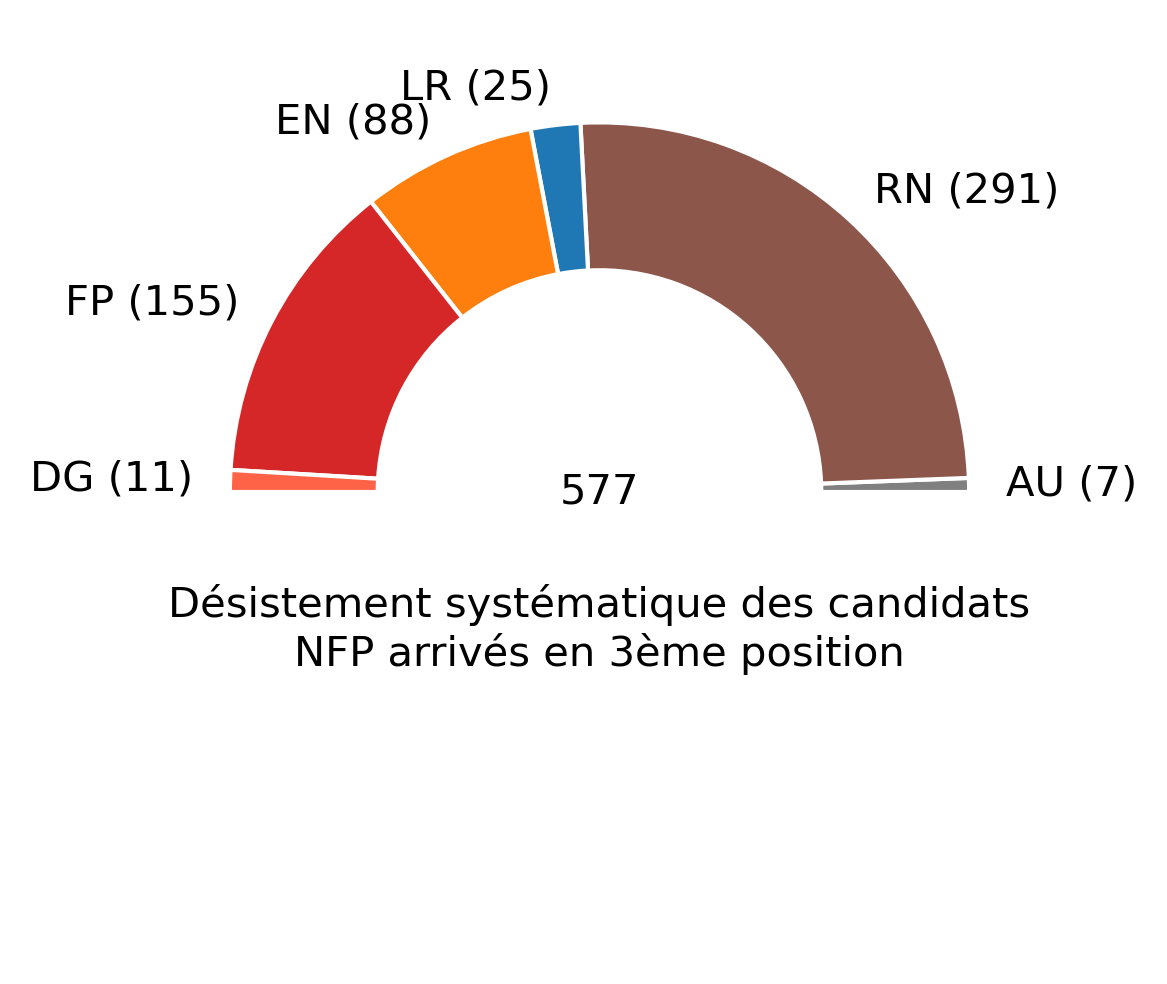 LR (25)
EN (88)
RN (291)
FP (155)
DG (11)
577
AU (7)
Désistement systématique des candidats
NFP arrivés en 3ème position